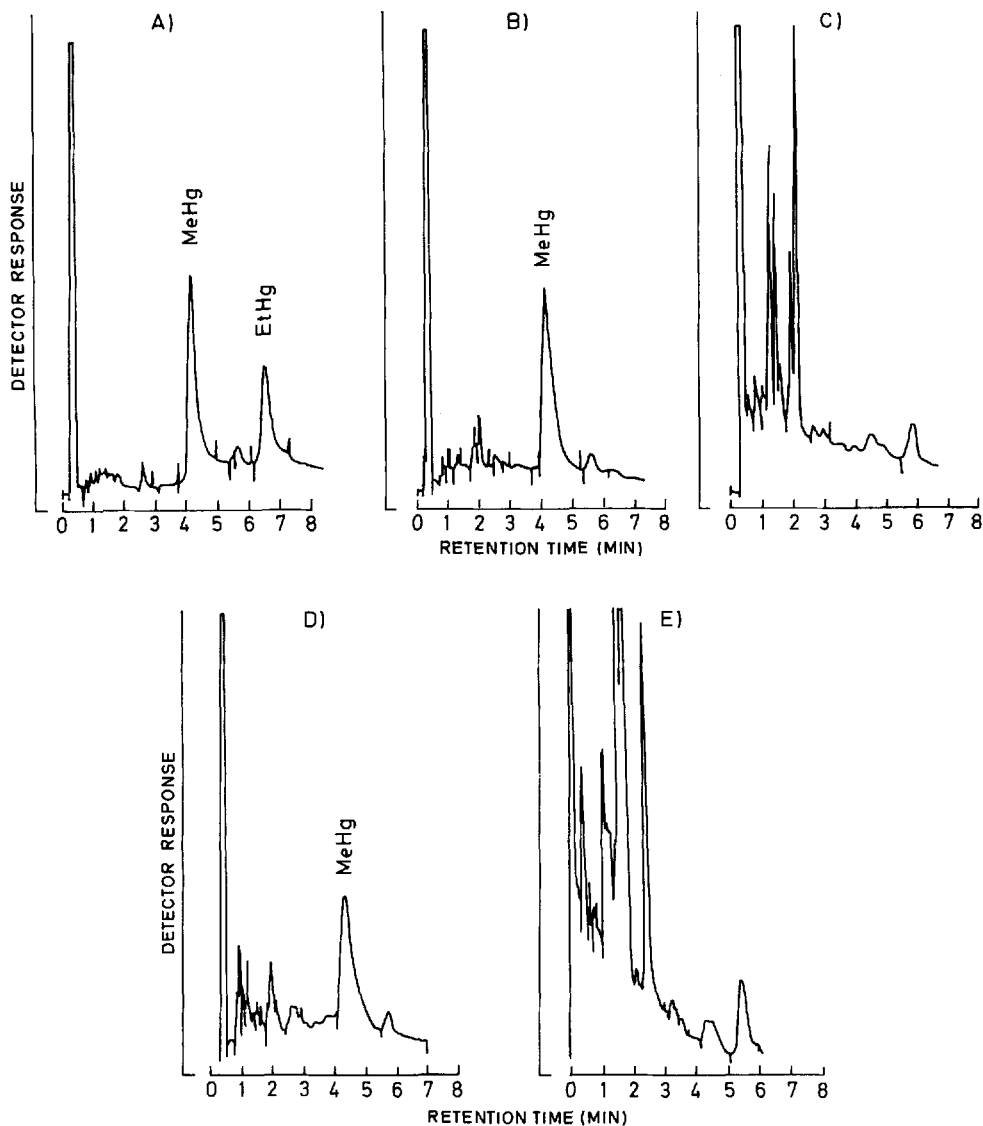 A)
B)
C)
DETECTOR RESPONSE
MeHg
EtHg
MeHg
0 1 2 3 4 5 6 7 8
0 1 2 3 4 5 6 7 8
0 1 2 3 4 5 6 7 8
RETENTION TIME (MIN)
D)
E)
DETECTOR RESPONSE
MeHg
0 1 2 3 4 5 6 7 8
0 1 2 3 4 5 6 7 8
RETENTION TIME (MIN)